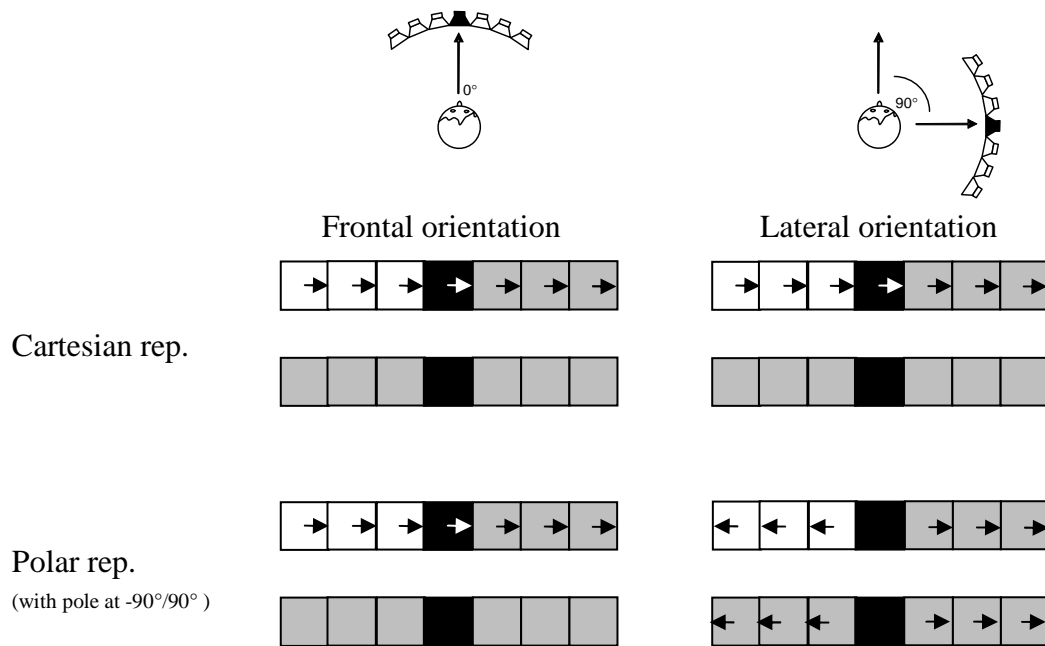 0°
90°
Frontal orientation
Lateral orientation
Cartesian rep.
Polar rep.
(with pole at -90°/90° )